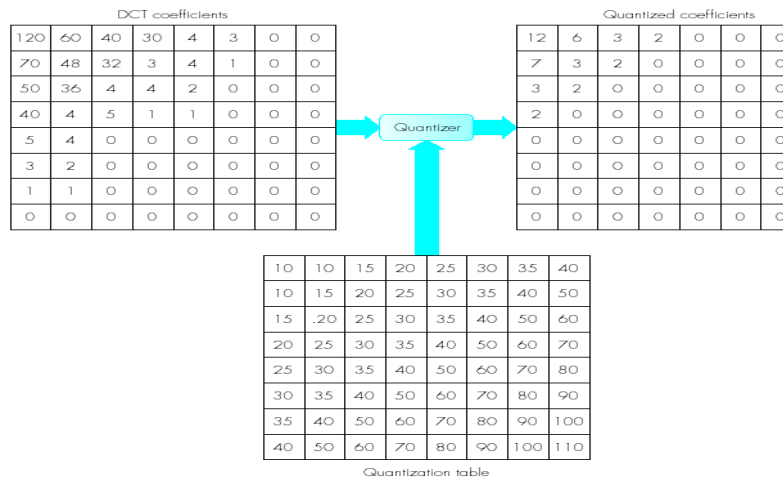 DCT coefficients
120 60 40 30 4 3 0 0
70 48 32 3 4 1 0 0
50 36 4 4 2 0 0 0
40 4 5 1 1 0 0 0
5 4 0 0 0 0 0 0
3 2 0 0 0 0 0 0
1 1 0 0 0 0 0 0
0 0 0 0 0 0 0 0
Quantizer
Quantized coefficients
12 6 3 2 0 0 0
7 3 2 0 0 0 0
3 2 0 0 0 0 0
2 0 0 0 0 0 0
0 0 0 0 0 0 0
0 0 0 0 0 0 0
0 0 0 0 0 0 0
0 0 0 0 0 0 0
10 10 15 20 25 30 35 40
10 15 20 25 30 35 40 50
15 .20 25 30 35 40 50 60
20 25 30 35 40 50 60 70
25 30 35 40 50 60 70 80
30 35 40 50 60 70 80 90
35 40 50 60 70 80 90 100
40 50 60 70 80 90 100 110
Quantization table